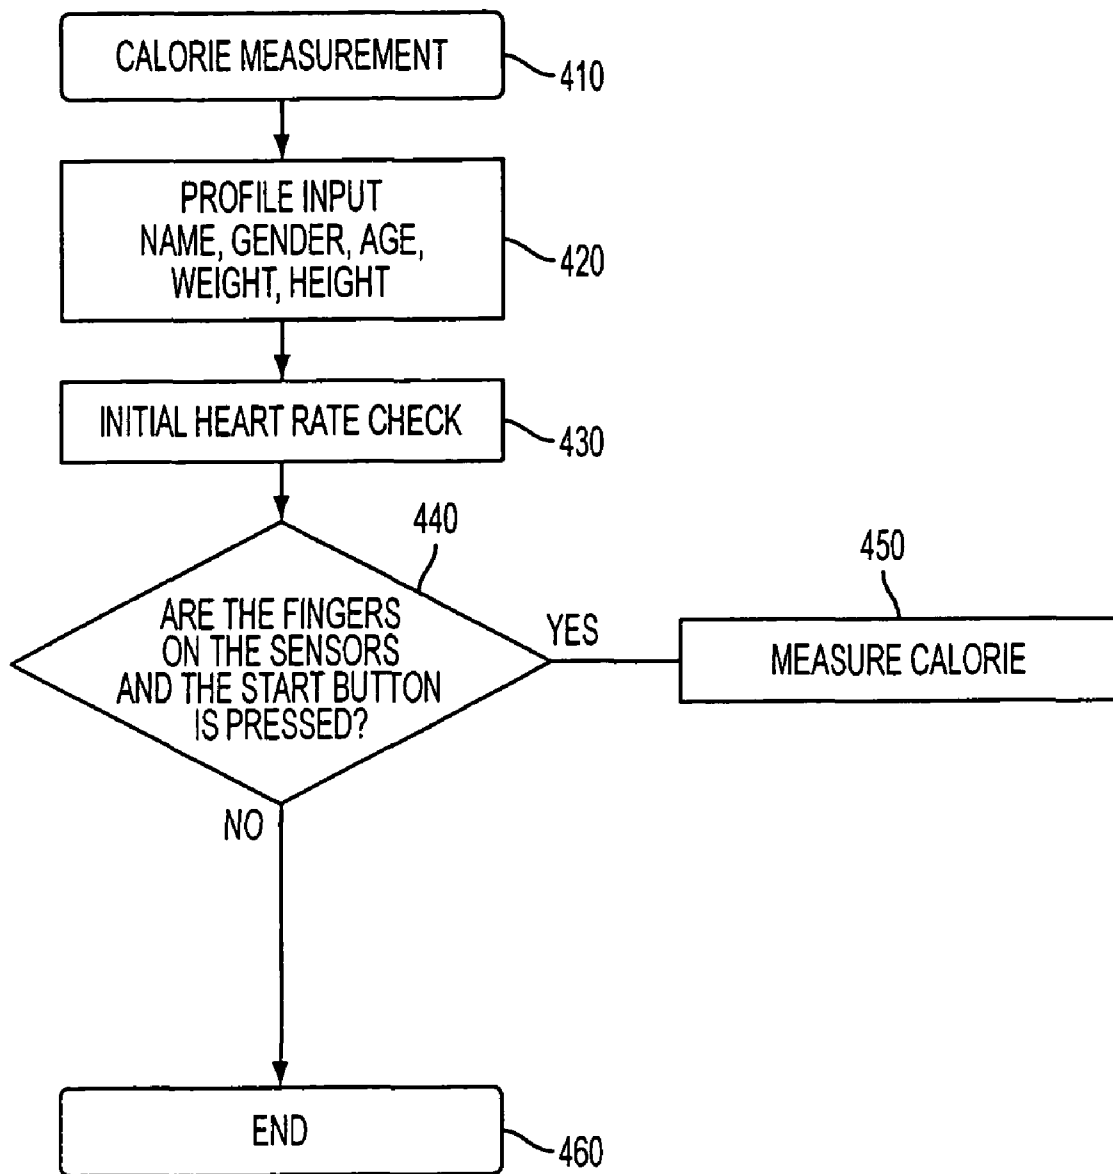 CALORIE MEASUREMENT
410
PROFILE INPUT
NAME, GENDER, AGE,
WEIGHT, HEIGHT
420
INITIAL HEART RATE CHECK
430
440
ARE THE FINGERS
ON THE SENSORS
AND THE START BUTTON
IS PRESSED?
YES
450
MEASURE CALORIE
NO
END
460